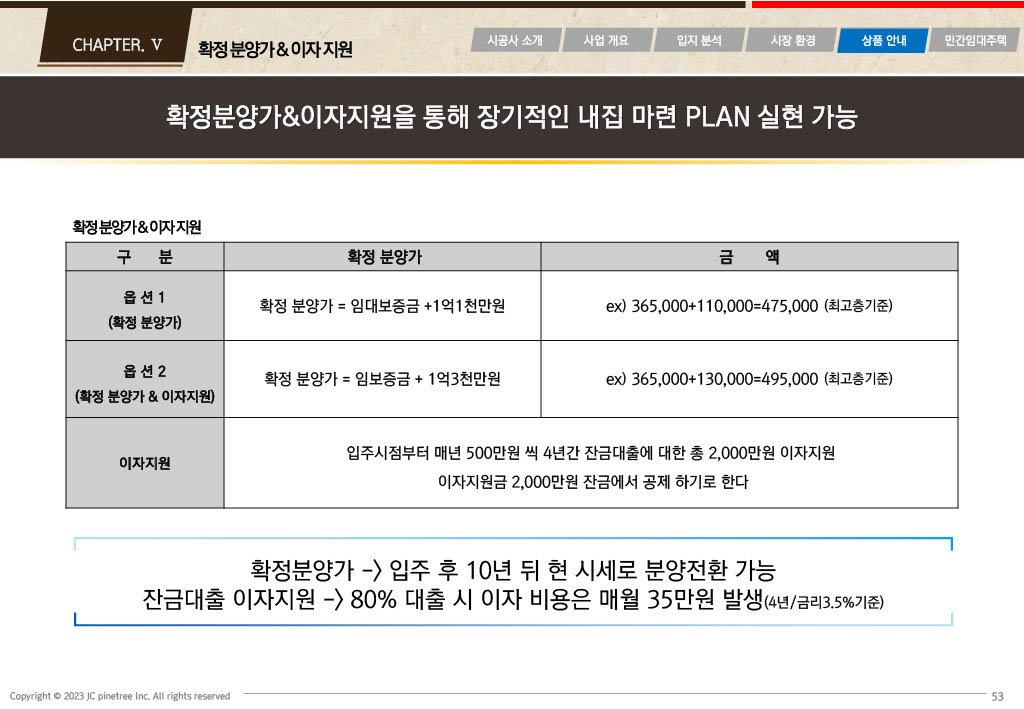 CHAPTER. Ⅴ
확정 분양가 & 이자 지원
시공사 소개
사업 개요
입지 분석
시장 환경
상품 안내
민간임대주택
확정분양가&이자지원을 통해 장기적인 내집 마련 PLAN 실현 가능
확정 분양가 & 이자 지원
구 분
확정 분양가
금 액
옵 션 1
(확정 분양가)
확정 분양가 = 임대보증금 +1억1천만원
ex) 365,000+110,000=475,000 (최고층기준)
옵 션 2
(확정 분양가 & 이자지원)
확정 분양가 = 임보증금 + 1억3천만원
ex) 365,000+130,000=495,000 (최고층기준)
이자지원
입주시점부터 매년 500만원 씩 4년간 잔금대출에 대한 총 2,000만원 이자지원
이자지원금 2,000만원 잔금에서 공제 하기로 한다
확정분양가 -> 입주 후 10년 뒤 현 시세로 분양전환 가능
잔금대출 이자지원 -> 80% 대출 시 이자 비용은 매월 35만원 발생(4년/금리3.5%기준)
Copyright © 2023 JC pinetree Inc. All rights reserved
53